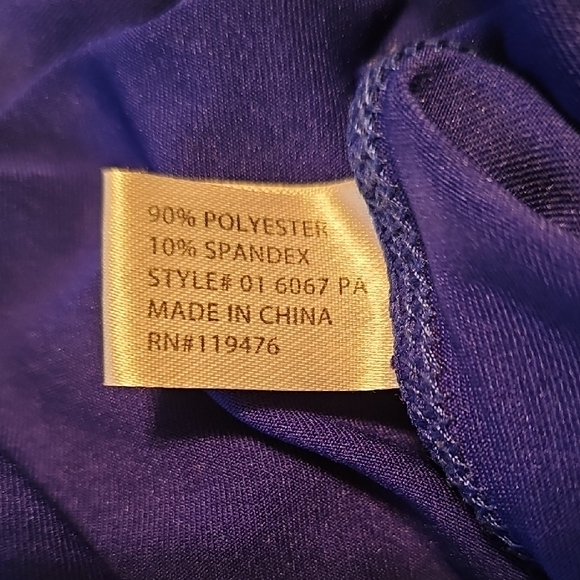 90% POLYESTER
10% SPANDEX
STYLE# 01 6067 PA
MADE IN CHINA
RN#119476